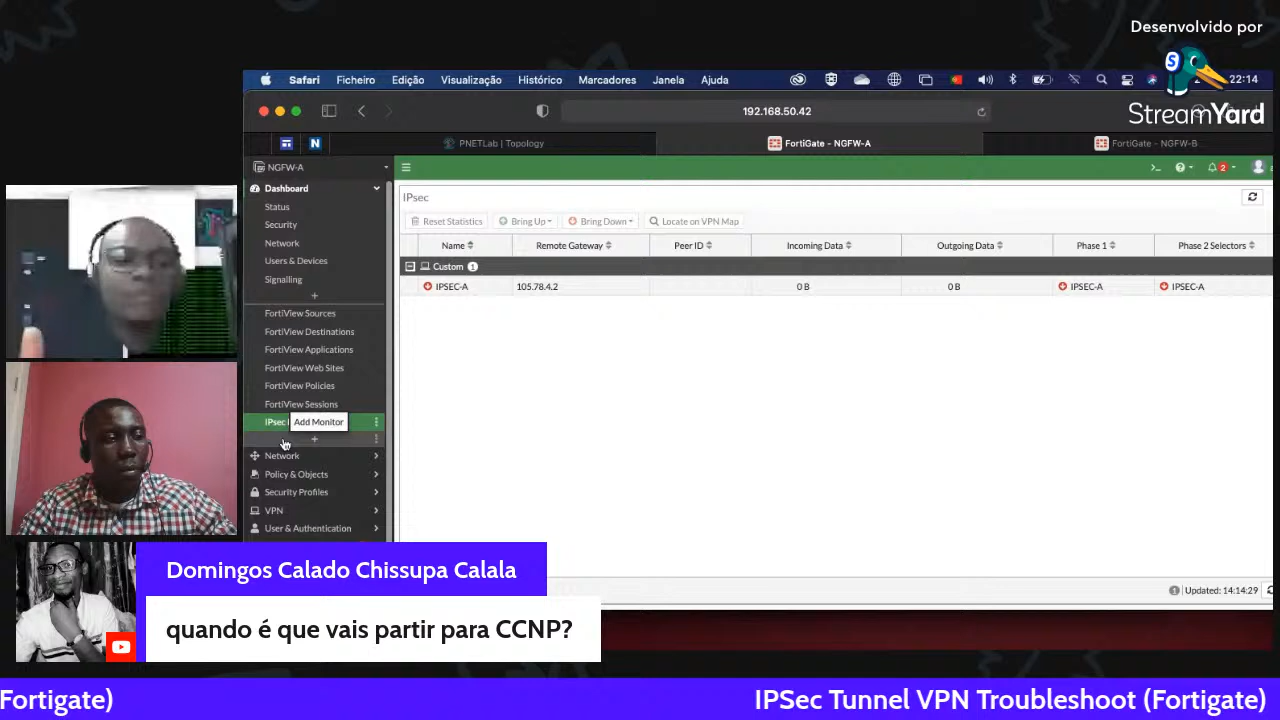 Desenvolvido por
StreamYard
Safari Ficheiro Edição Visualização Histórico Marcadores Janela Ajuda
22:14
192.168.50.42
PNETLab | Topology
FortiGate - NGFW-A
FortiGate - NGFW-B
NGFW-A
2
Dashboard
Status
Security
Network
Users & Devices
Signalling
FortiView Sources
FortiView Destinations
FortiView Applications
FortiView Web Sites
FortiView Policies
FortiView Sessions
IPsec
Add Monitor
Network
Policy & Objects
Security Profiles
VPN
User & Authentication
IPsec
Reset Statistics Bring Up Bring Down Locate on VPN Map
Name Remote Gateway Peer ID Incoming Data Outgoing Data Phase 1 Phase 2 Selectors
Custom 1
IPSEC-A 105.78.4.2 0 B 0 B IPSEC-A IPSEC-A
1 Updated: 14:14:29
Domingos Calado Chissupa Calala
quando é que vais partir para CCNP?
Fortigate) IPSec Tunnel VPN Troubleshoot (Fortigate)